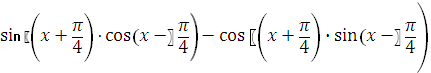 sin⟦(x + π/4) · cos(x −⟧ π/4) − cos⟦(x + π/4) · sin(x −⟧ π/4)